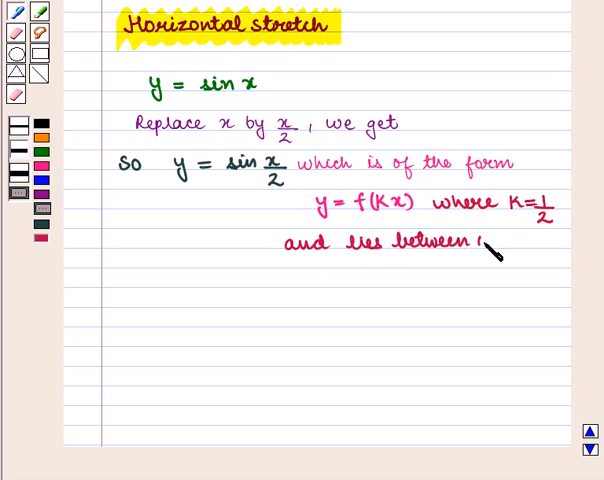 Horizontal stretch
y = sin x
Replace x by x/2, we get
So y = sin x/2 which is of the form
y = f(Kx) where K=1/2
and lies between